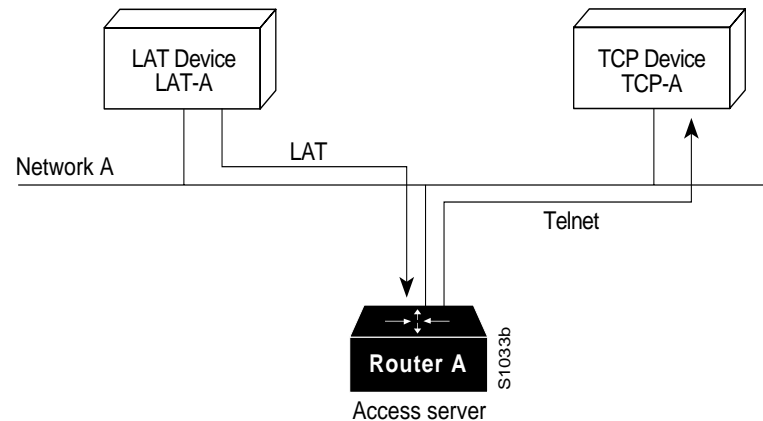 LAT Device
LAT-A
TCP Device
TCP-A
LAT
Network A
Telnet
Router A
S1033b
Access server